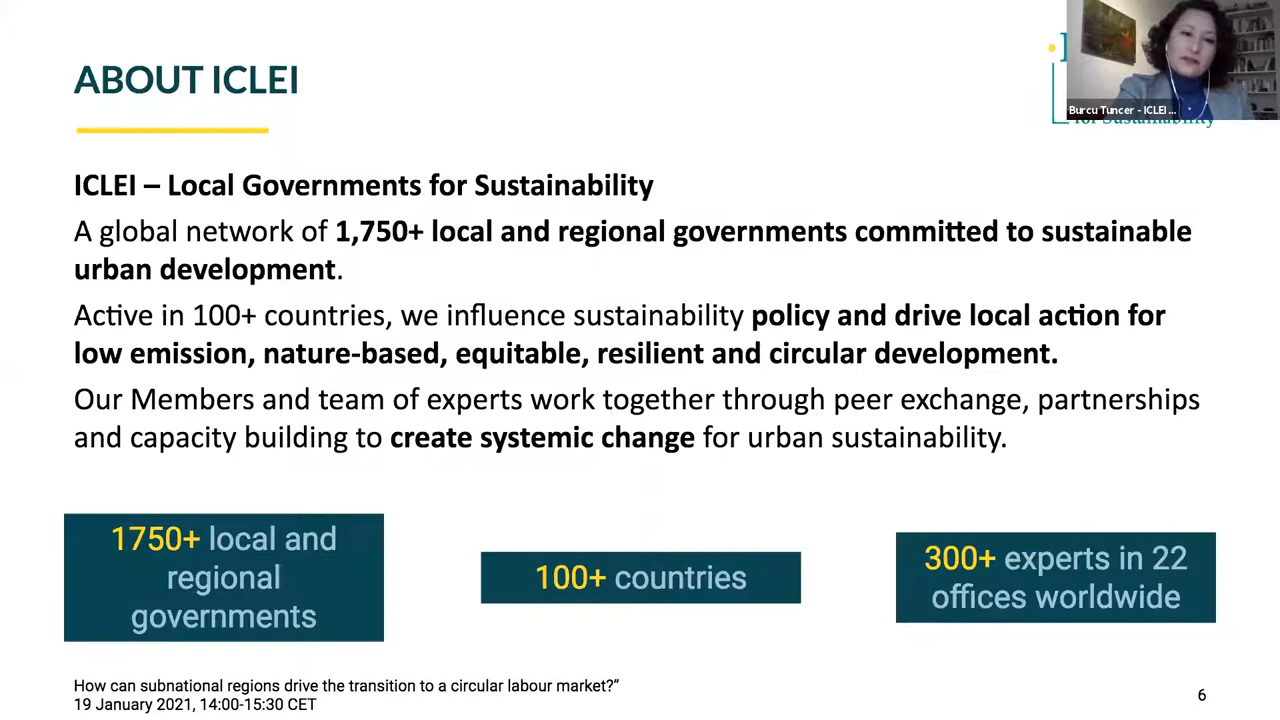 ABOUT ICLEI
Burcu Tuncer - ICLEI ...
for Sustainability
ICLEI – Local Governments for Sustainability
A global network of 1,750+ local and regional governments committed to sustainable
urban development.
Active in 100+ countries, we influence sustainability policy and drive local action for
low emission, nature-based, equitable, resilient and circular development.
Our Members and team of experts work together through peer exchange, partnerships
and capacity building to create systemic change for urban sustainability.
1750+ local and
regional
governments
100+ countries
300+ experts in 22
offices worldwide
How can subnational regions drive the transition to a circular labour market?”
19 January 2021, 14:00-15:30 CET
6